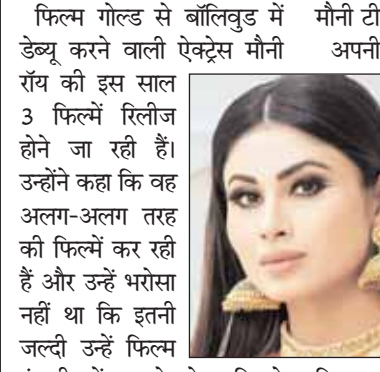 फिल्म गोल्ड से बॉलिवुड में
डेब्यू करने वाली ऐक्ट्रेस मौनी
रॉय की इस साल
3 फिल्में रिलीज
होने जा रही हैं।
उन्होंने कहा कि वह
अलग-अलग तरह
की फिल्में कर रही
हैं और उन्हें भरोसा
नहीं था कि इतनी
जल्दी उन्हें फिल्म
मौनी टी
अपनी